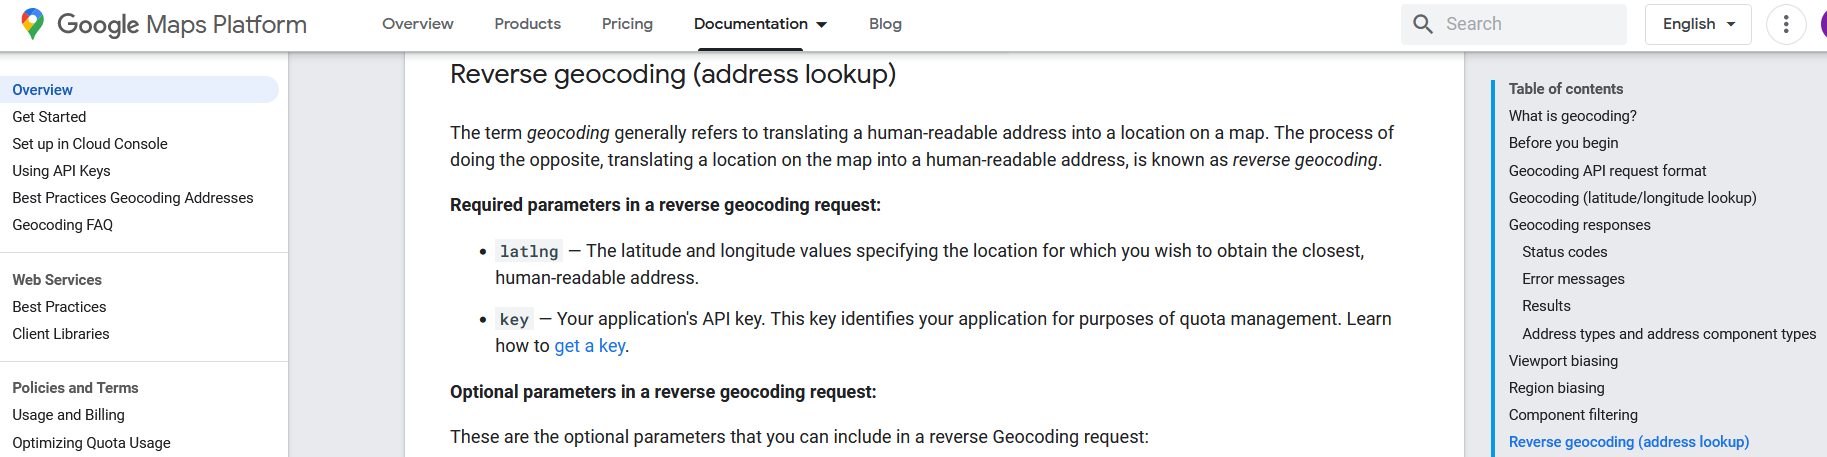 Google Maps Platform
Overview
Products
Pricing
Documentation
Blog
Search
English
Overview
Get Started
Set up in Cloud Console
Using API Keys
Best Practices Geocoding Addresses
Geocoding FAQ
Web Services
Best Practices
Client Libraries
Policies and Terms
Usage and Billing
Optimizing Quota Usage
Reverse geocoding (address lookup)
The term geocoding generally refers to translating a human-readable address into a location on a map. The process of
doing the opposite, translating a location on the map into a human-readable address, is known as reverse geocoding.
Required parameters in a reverse geocoding request:
• latlng — The latitude and longitude values specifying the location for which you wish to obtain the closest,
human-readable address.
• key — Your application's API key. This key identifies your application for purposes of quota management. Learn
how to get a key.
Optional parameters in a reverse geocoding request:
These are the optional parameters that you can include in a reverse Geocoding request:
Table of contents
What is geocoding?
Before you begin
Geocoding API request format
Geocoding (latitude/longitude lookup)
Geocoding responses
Status codes
Error messages
Results
Address types and address component types
Viewport biasing
Region biasing
Component filtering
Reverse geocoding (address lookup)